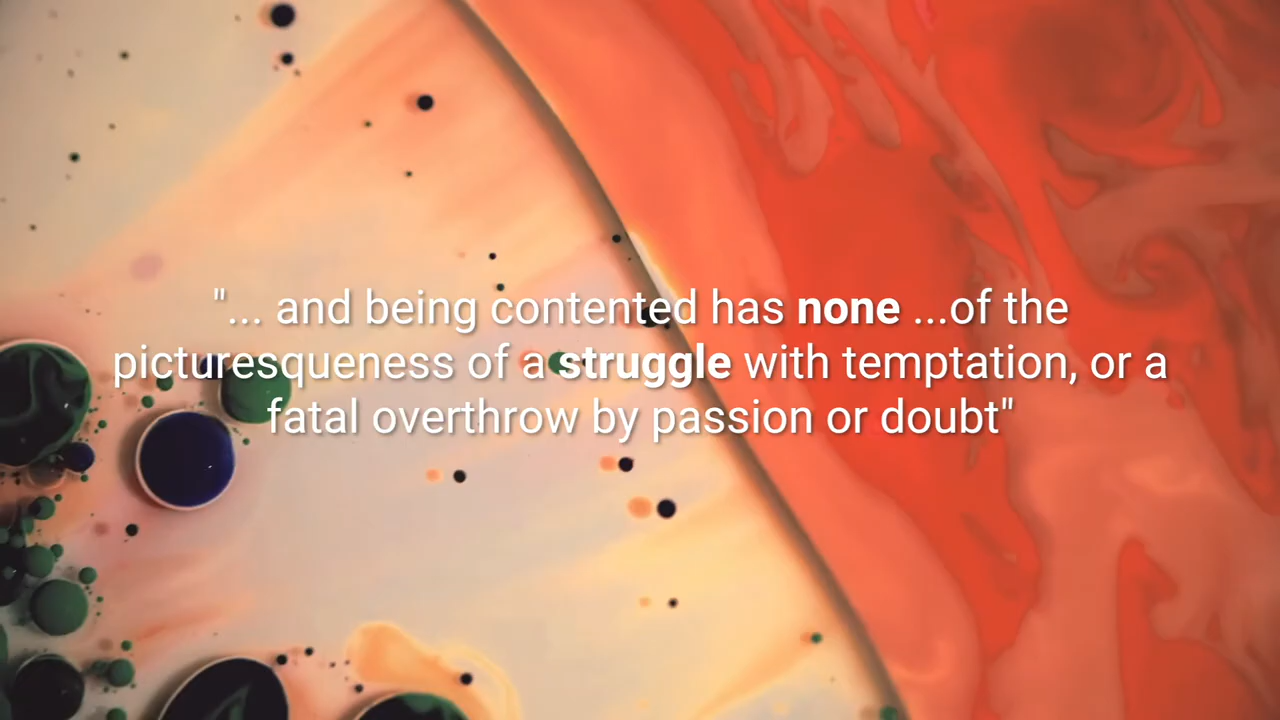 "... and being contented has none ...of the
picturesqueness of a struggle with temptation, or a
fatal overthrow by passion or doubt"